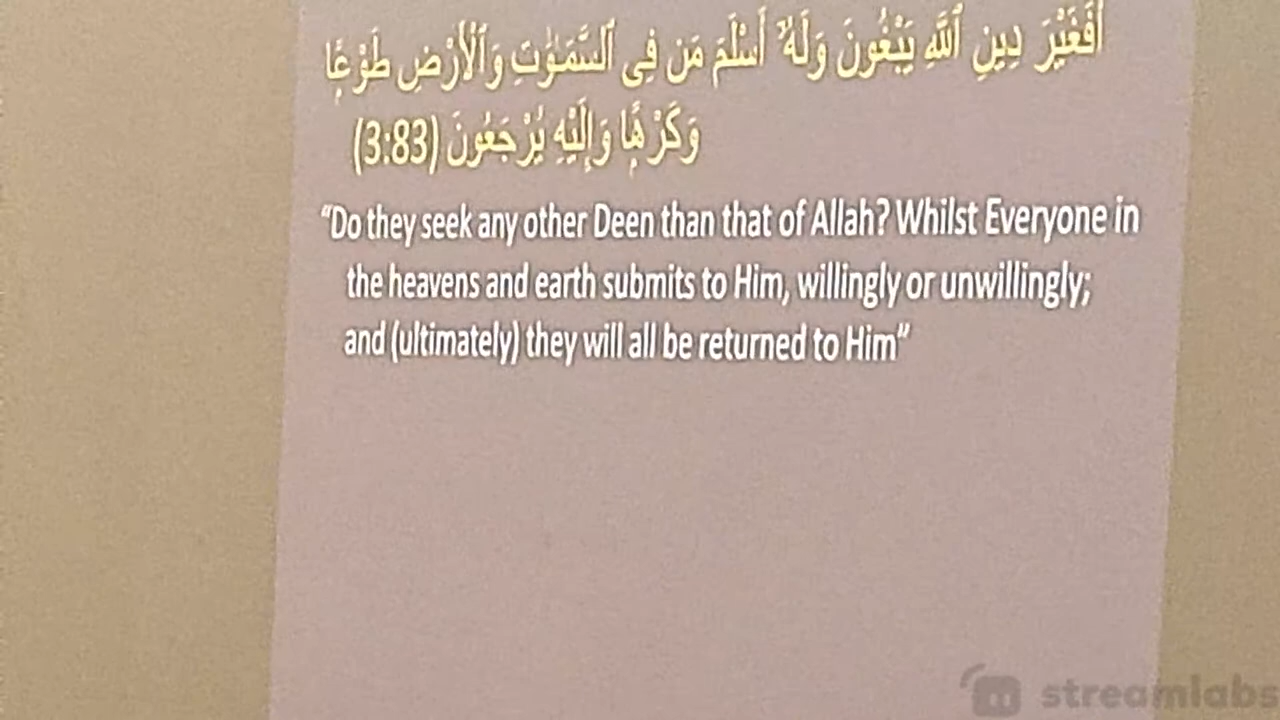 أَفَغَيْرَ دِينِ ٱللَّهِ يَبْغُونَ وَلَهُۥٓ أَسْلَمَ مَن فِى ٱلسَّمَـٰوَٰتِ وَٱلْأَرْضِ طَوْعًۭا
وَكَرْهًۭا وَإِلَيْهِ يُرْجَعُونَ (3:83)
“Do they seek any other Deen than that of Allah? Whilst Everyone in
the heavens and earth submits to Him, willingly or unwillingly;
and (ultimately) they will all be returned to Him”
streamlabs